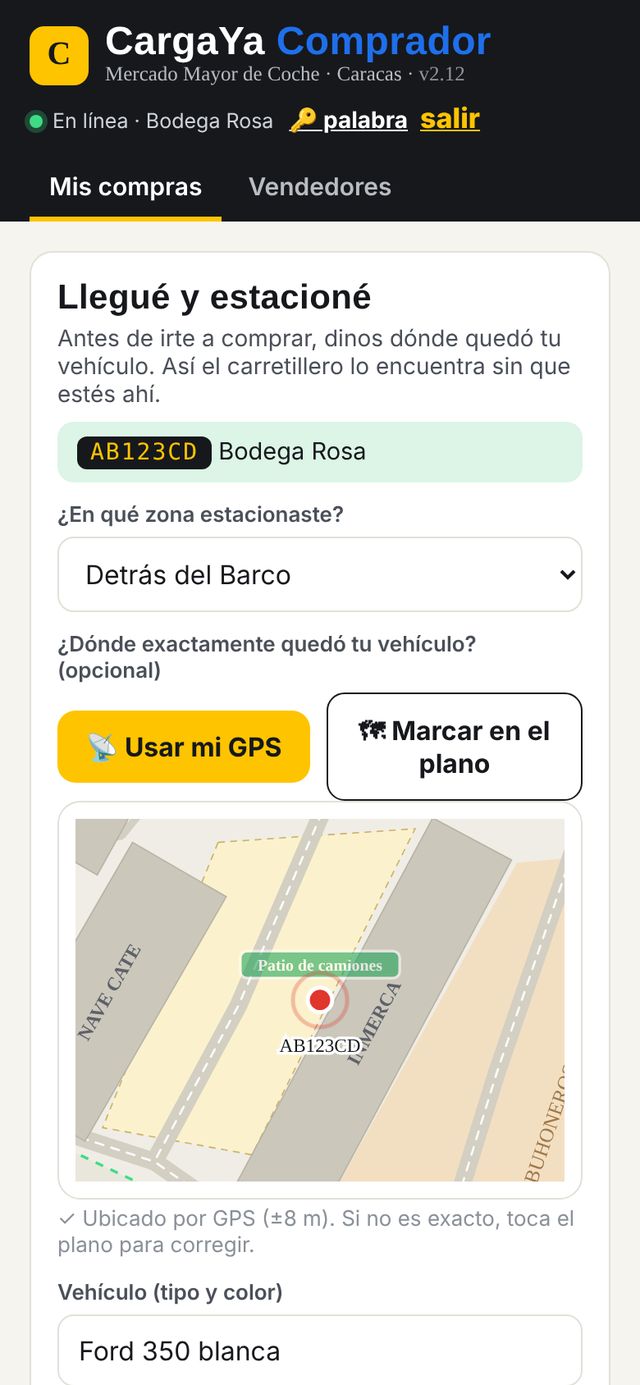 C
CargaYa Comprador
Mercado Mayor de Coche · Caracas · v2.12
En línea · Bodega Rosa 🔑 palabra salir
Mis compras Vendedores
Llegué y estacioné
Antes de irte a comprar, dinos dónde quedó tu
vehículo. Así el carretillero lo encuentra sin que
estés ahí.
AB123CD Bodega Rosa
¿En qué zona estacionaste?
Detrás del Barco
¿Dónde exactamente quedó tu vehículo?
(opcional)
📡 Usar mi GPS
🗺 Marcar en el
plano
NAVE CATE
Patio de camiones
INMERCA
AB123CD
BUHONEROS
✓ Ubicado por GPS (±8 m). Si no es exacto, toca el
plano para corregir.
Vehículo (tipo y color)
Ford 350 blanca